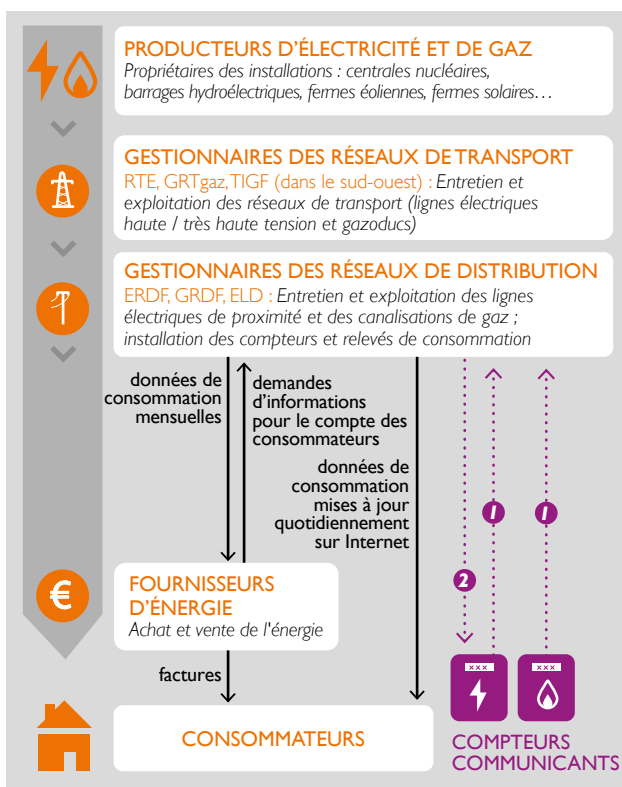 PRODUCTEURS D’ÉLECTRICITÉ ET DE GAZ
Propriétaires des installations : centrales nucléaires,
barrages hydroélectriques, fermes éoliennes, fermes solaires…
GESTIONNAIRES DES RÉSEAUX DE TRANSPORT
RTE, GRTgaz, TIGF (dans le sud-ouest) : Entretien et
exploitation des réseaux de transport (lignes électriques
haute / très haute tension et gazoducs)
GESTIONNAIRES DES RÉSEAUX DE DISTRIBUTION
ERDF, GRDF, ELD : Entretien et exploitation des lignes
électriques de proximité et des canalisations de gaz ;
installation des compteurs et relevés de consommation
données de
consommation
mensuelles
demandes
d’informations
pour le compte des
consommateurs
données de
consommation
mises à jour
quotidiennement
sur Internet
1
1
2
€
FOURNISSEURS
D’ÉNERGIE
Achat et vente de l'énergie
factures
xxx
xxx
CONSOMMATEURS
COMPTEURS
COMMUNICANTS